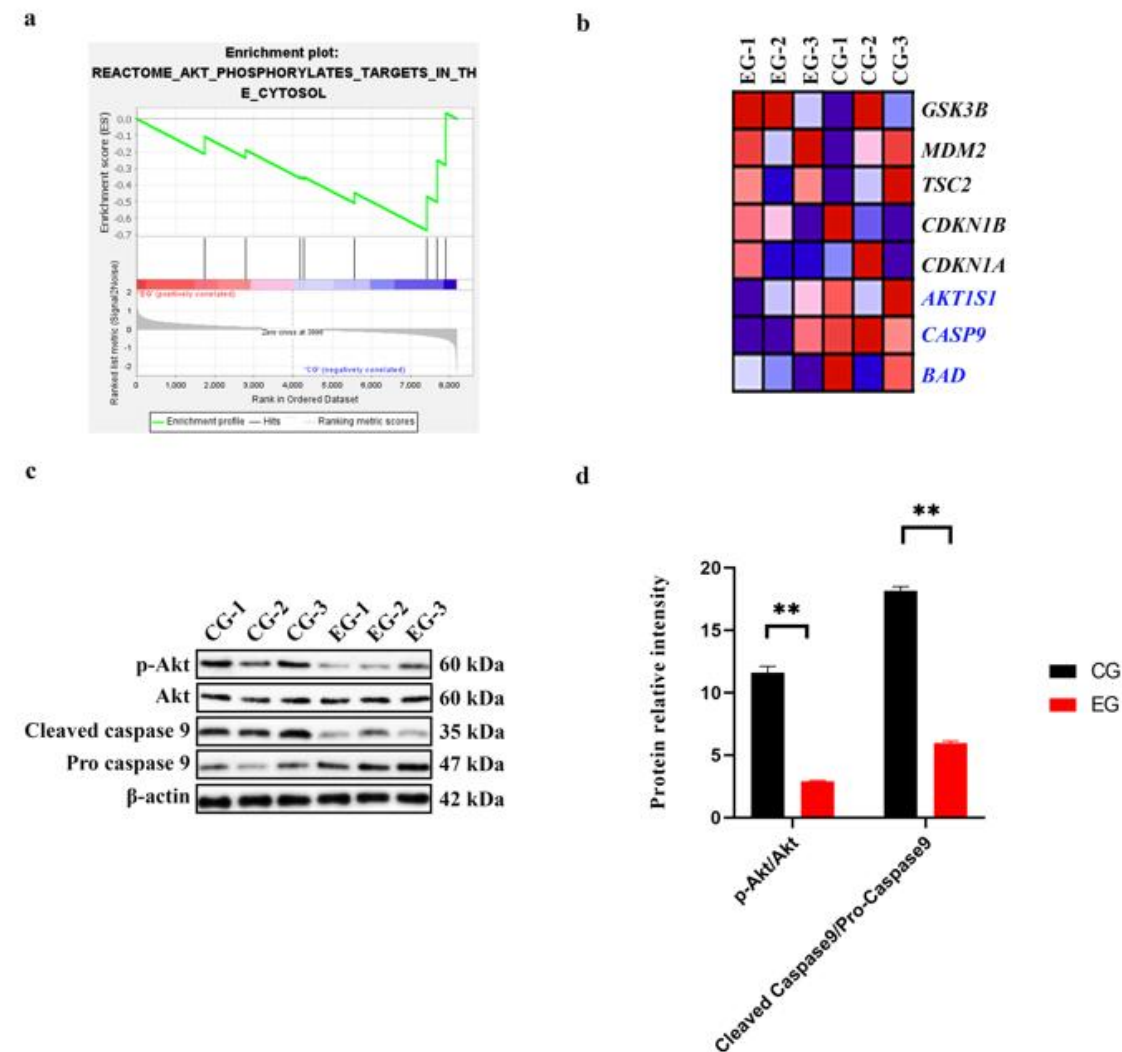 a
Enrichment plot:
REACTOME_AKT_PHOSPHORYLATES_TARGETS_IN_TH
E_CYTOSOL
Enrichment score (ES)
0.0
-0.1
-0.2
-0.3
-0.4
-0.5
-0.6
-0.7
'EG' (positively correlated)
Ranked list metric (Signal2Noise)
2
1
0
-1
-2
Zero cross at 3996
'CG' (negatively correlated)
0 1,000 2,000 3,000 4,000 5,000 6,000 7,000 8,000
Rank in Ordered Dataset
Enrichment profile Hits Ranking metric scores
b
EG-1 EG-2 EG-3 CG-1 CG-2 CG-3
GSK3B
MDM2
TSC2
CDKN1B
CDKN1A
AKT1S1
CASP9
BAD
c
CG-1 CG-2 CG-3 EG-1 EG-2 EG-3
p-Akt 60 kDa
Akt 60 kDa
Cleaved caspase 9 35 kDa
Pro caspase 9 47 kDa
β-actin 42 kDa
d
Protein relative intensity
20
15
10
5
0
**
**
p-Akt/Akt
Cleaved Caspase9/Pro-Caspase9
CG
EG